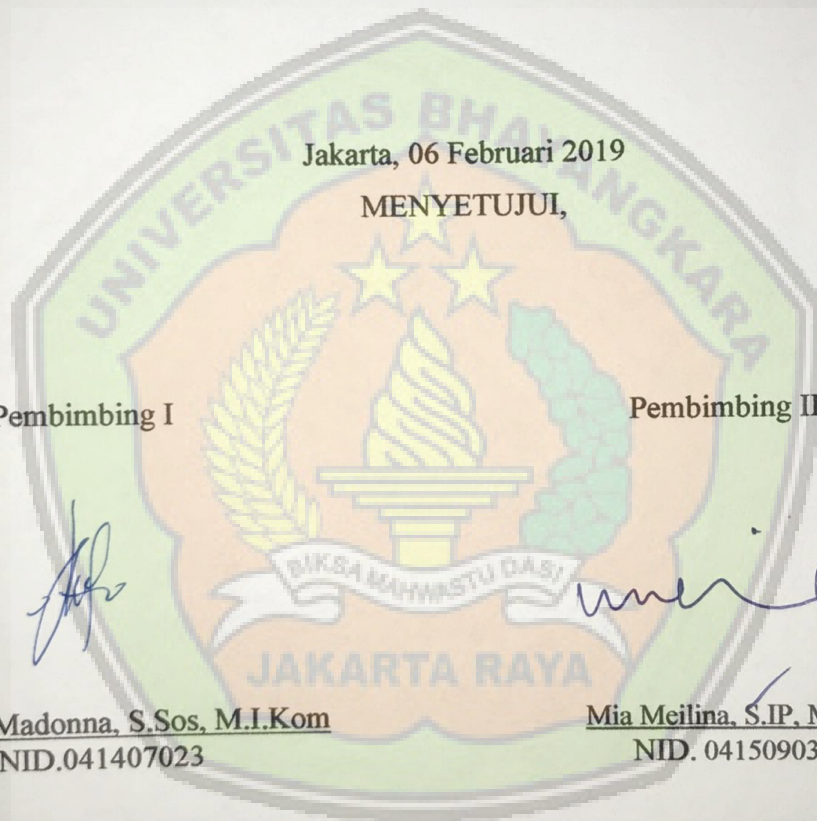 UNIVERSITAS BHAYANGKARA
Jakarta, 06 Februari 2019
MENYETUJUI,
Pembimbing I
Pembimbing II
BIKSA MAHWASTU DASI
JAKARTA RAYA
Madonna, S.Sos, M.I.Kom
Mia Meilina, S.IP, M
NID.041407023
NID. 04150903